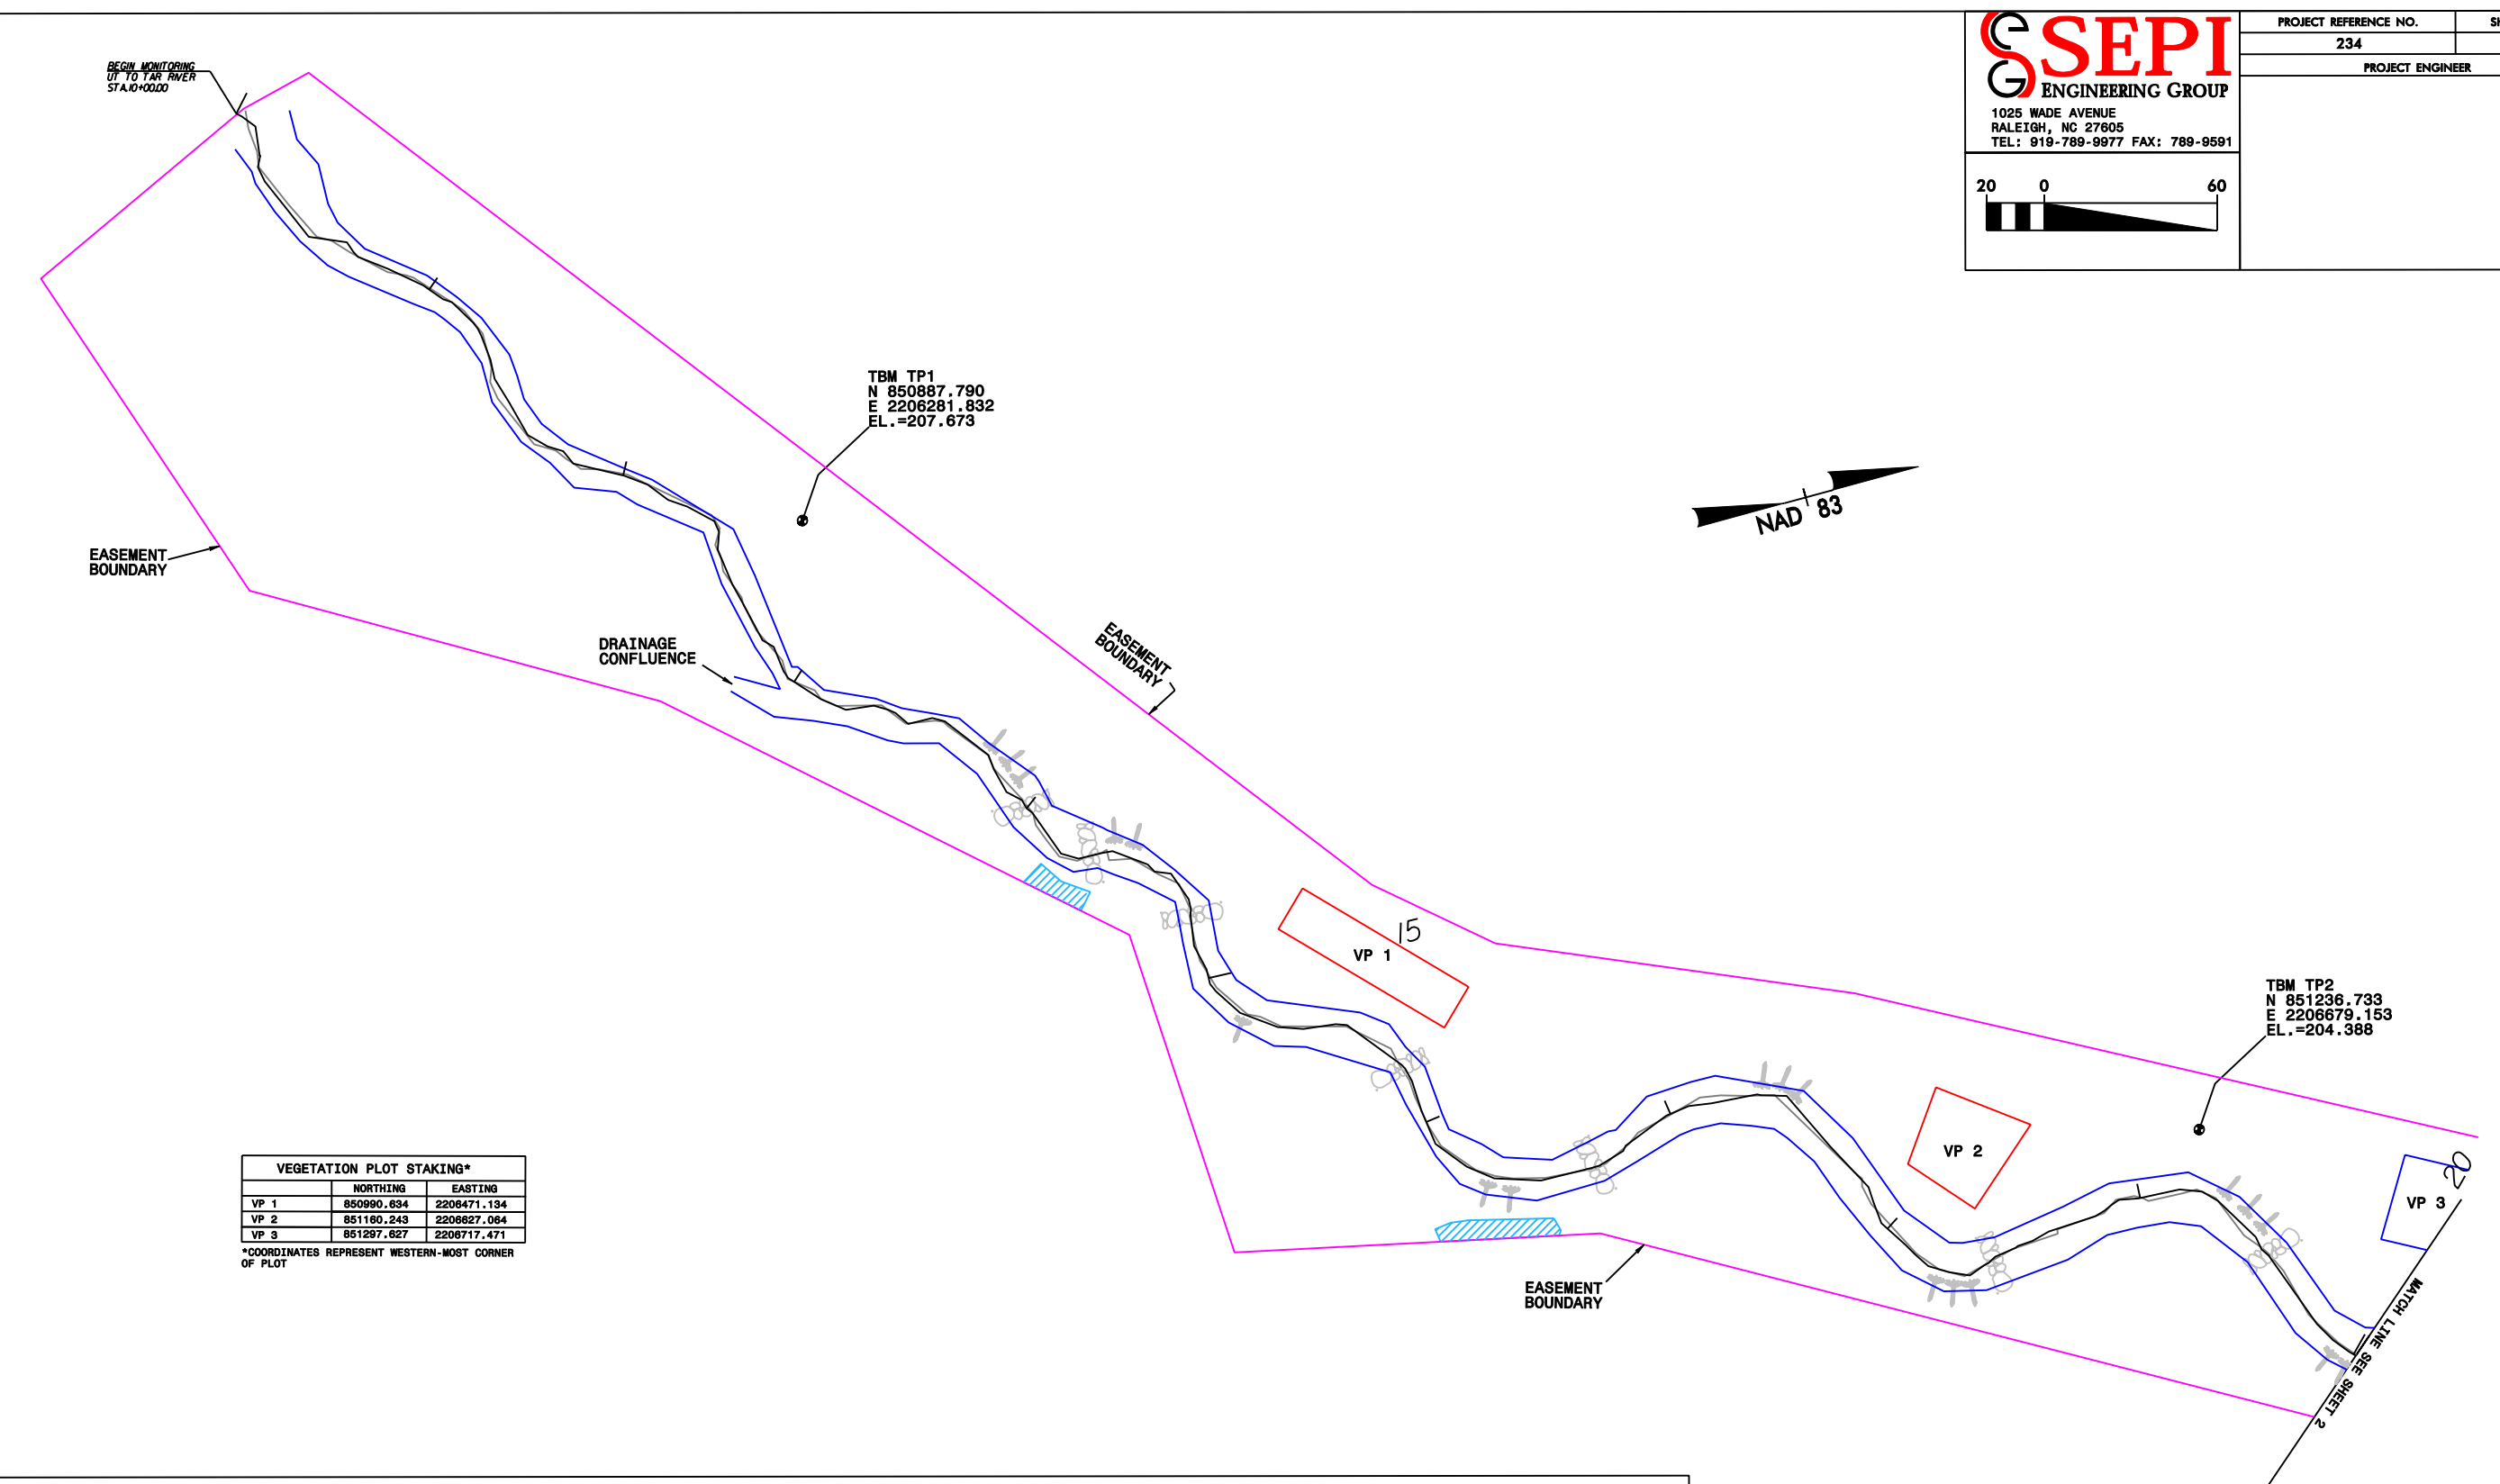 BEGIN MONITORING
UT TO TAR RIVER
STA.10+00.00
SEPI
ENGINEERING GROUP
1025 WADE AVENUE
RALEIGH, NC 27605
TEL: 919-789-9977 FAX: 789-9591
PROJECT REFERENCE NO.
234
PROJECT ENGINEER
20 0 60
TBM TP1
N 850887.790
E 2206281.832
EL.=207.673
NAD 83
EASEMENT
BOUNDARY
DRAINAGE
CONFLUENCE
EASEMENT
BOUNDARY
15
VP 1
TBM TP2
N 851236.733
E 2206679.153
EL.=204.388
VP 2
20
VP 3
EASEMENT
BOUNDARY
MATCH LINE SEE SHEET 2
VEGETATION PLOT STAKING*
NORTHING EASTING
VP 1 850990.634 2206471.134
VP 2 851160.243 2206627.064
VP 3 851297.627 2206717.471
*COORDINATES REPRESENT WESTERN-MOST CORNER
OF PLOT